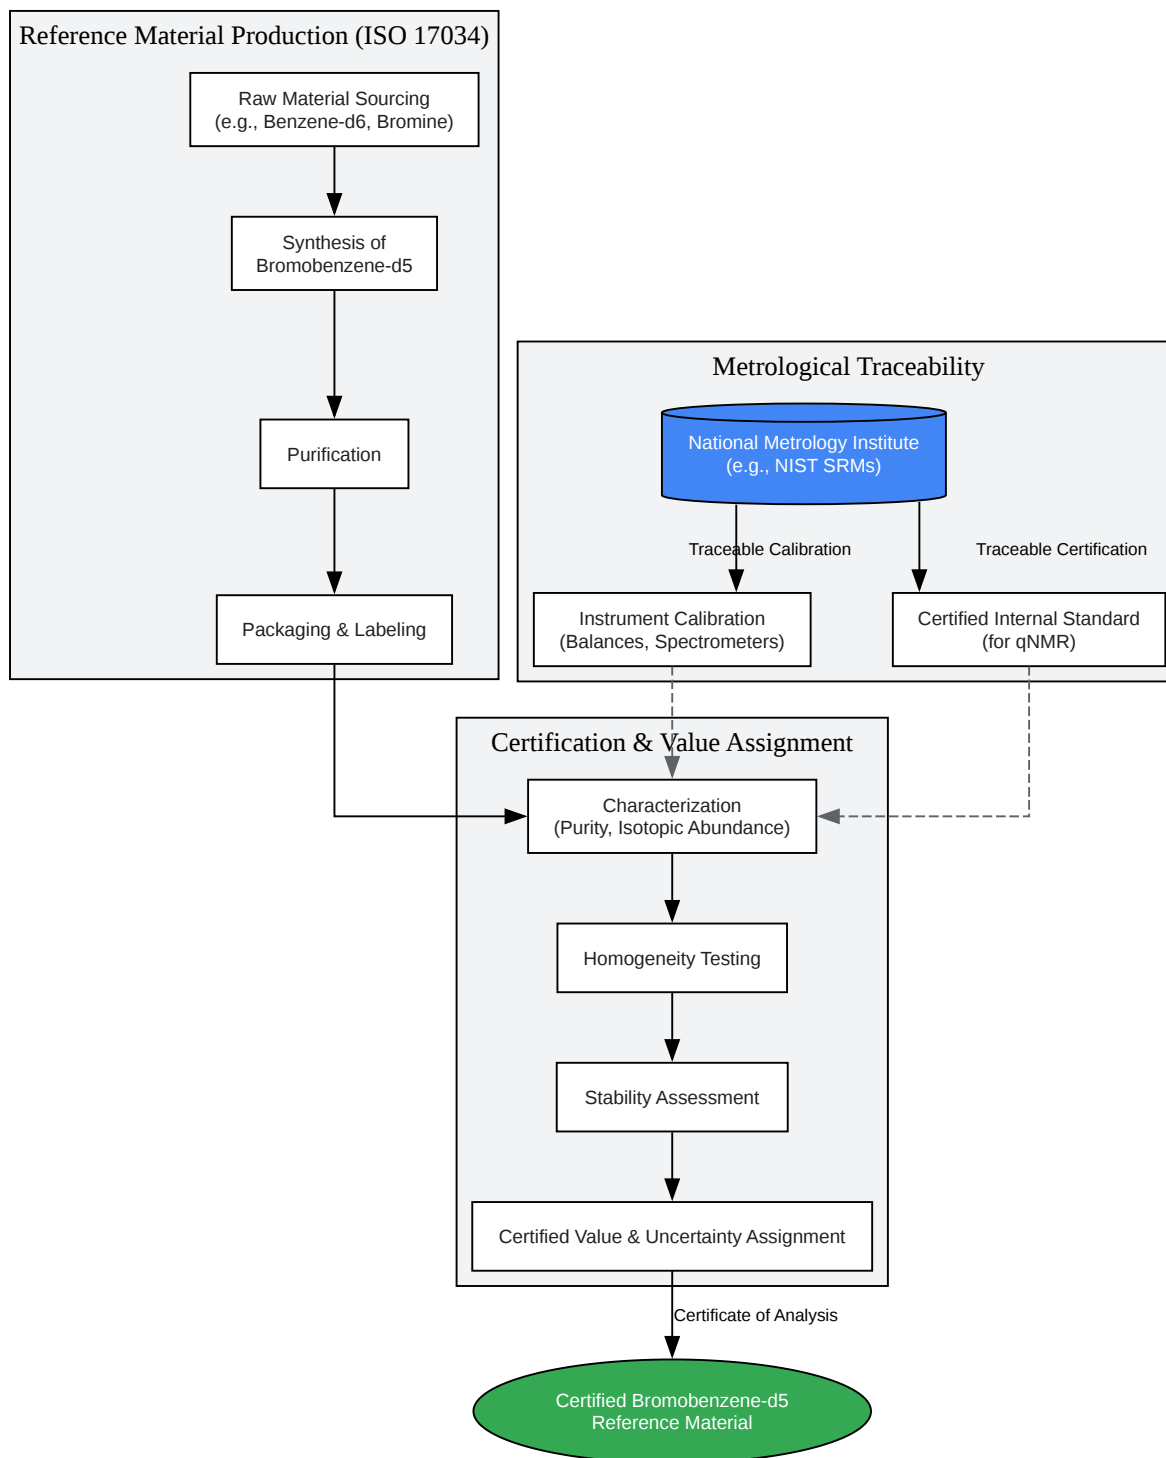 Reference Material Production (ISO 17034)
Raw Material Sourcing
(e.g., Benzene-d6, Bromine)
Synthesis of
Bromobenzene-d5
Purification
Packaging & Labeling
Metrological Traceability
National Metrology Institute
(e.g., NIST SRMs)
Traceable Calibration
Traceable Certification
Instrument Calibration
(Balances, Spectrometers)
Certified Internal Standard
(for qNMR)
Certification & Value Assignment
Characterization
(Purity, Isotopic Abundance)
Homogeneity Testing
Stability Assessment
Certified Value & Uncertainty Assignment
Certificate of Analysis
Certified Bromobenzene-d5
Reference Material